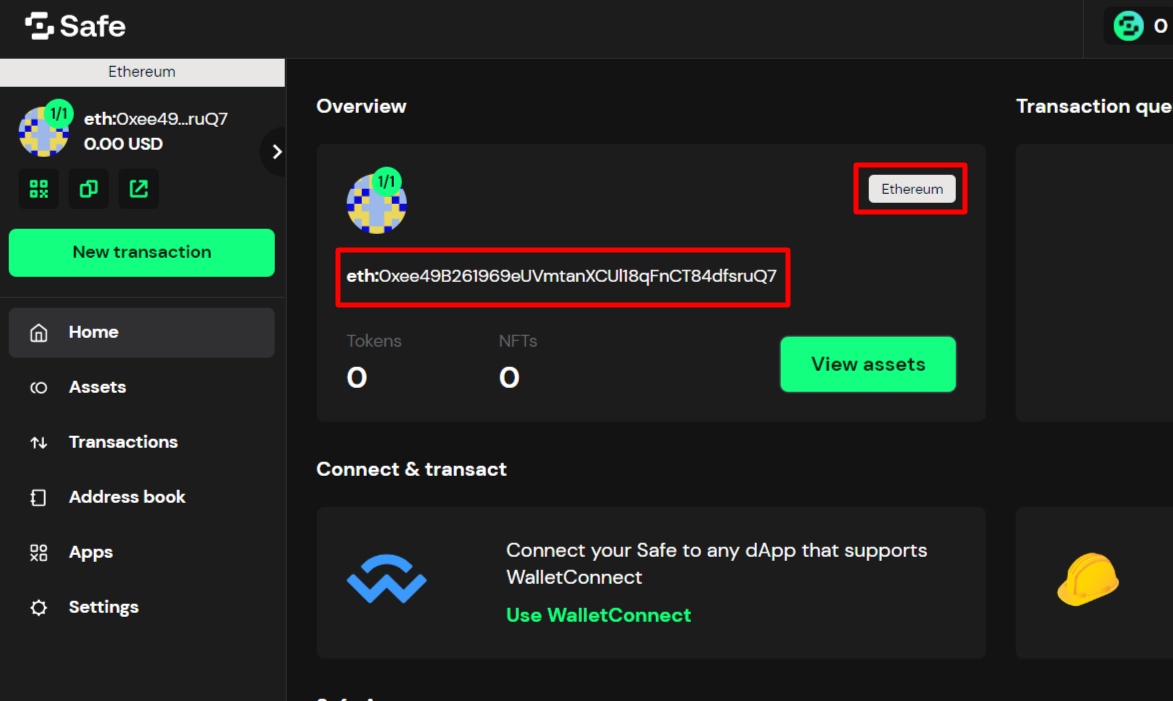 Safe
0
Ethereum
1/1
eth:0xee49...ruQ7
0.00 USD
New transaction
Home
Assets
Transactions
Address book
Apps
Settings
Overview
1/1
Ethereum
eth:0xee49B261969eUVmtanXCUl18qFnCT84dfsruQ7
Tokens
NFTs
0
0
View assets
Transaction que
Connect & transact
Connect your Safe to any dApp that supports
WalletConnect
Use WalletConnect